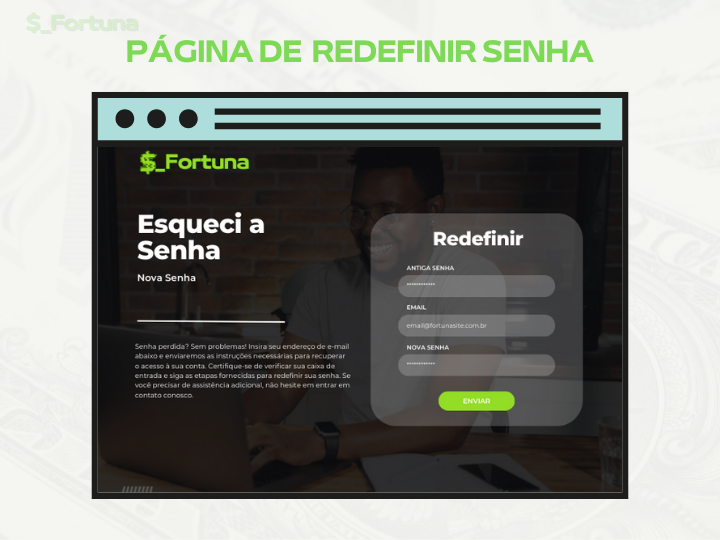 $_Fortuna
PÁGINA DE REDEFINIR SENHA
$_Fortuna
Esqueci a
Senha
Nova Senha
Senha perdida? Sem problemas! Insira seu endereço de e-mail
abaixo e enviaremos as instruções necessárias para recuperar
o acesso à sua conta. Certifique-se de verificar sua caixa de
entrada e siga as etapas fornecidas para redefinir sua senha. Se
você precisar de assistência adicional, não hesite em entrar em
contato conosco.
Redefinir
ANTIGA SENHA
************
EMAIL
email@fortunasite.com.br
NOVA SENHA
************
ENVIAR